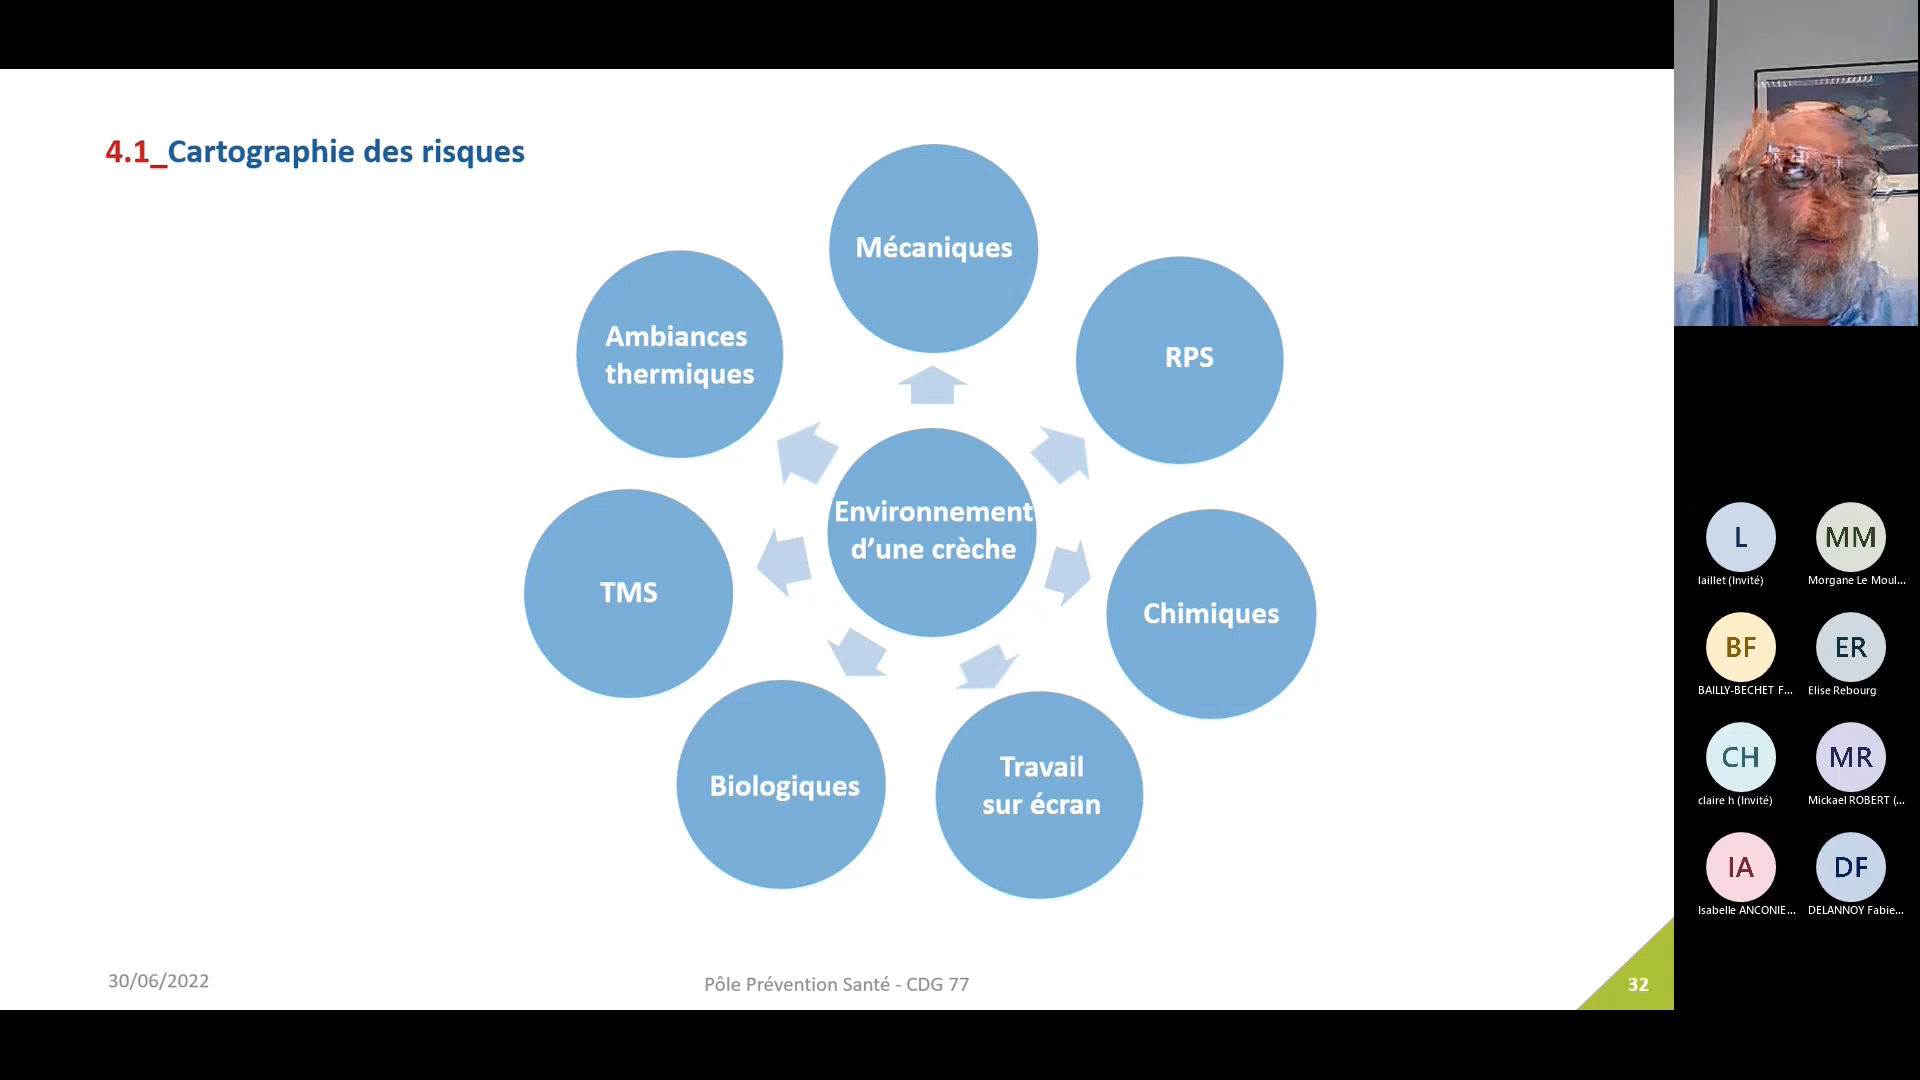 4.1_Cartographie des risques
Mécaniques
RPS
Chimiques
Travail
sur écran
Biologiques
TMS
Ambiances
thermiques
Environnement
d’une crèche
30/06/2022
Pôle Prévention Santé - CDG 77
32
L
laillet (Invité)
MM
Morgane Le Moul...
BF
BAILLY-BECHET F...
ER
Elise Rebourg
CH
claire h (Invité)
MR
Mickael ROBERT (...
IA
Isabelle ANCONIE...
DF
DELANNOY Fabie...